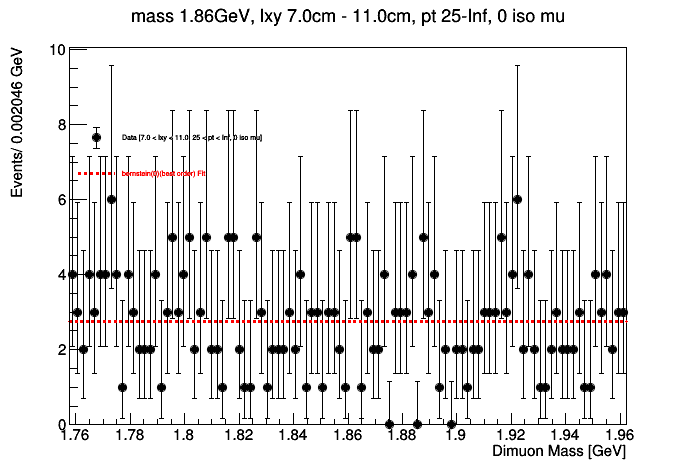 mass 1.86GeV, lxy 7.0cm - 11.0cm, pt 25-Inf, 0 iso mu
Events/ 0.002046 GeV
10
8
6
4
2
0
Data [7.0 < lxy < 11.0 25 < pt < Inf, 0 iso mu]
bernstein(0)(best order) Fit
1.76 1.78 1.8 1.82 1.84 1.86 1.88 1.9 1.92 1.94 1.96
Dimuon Mass [GeV]